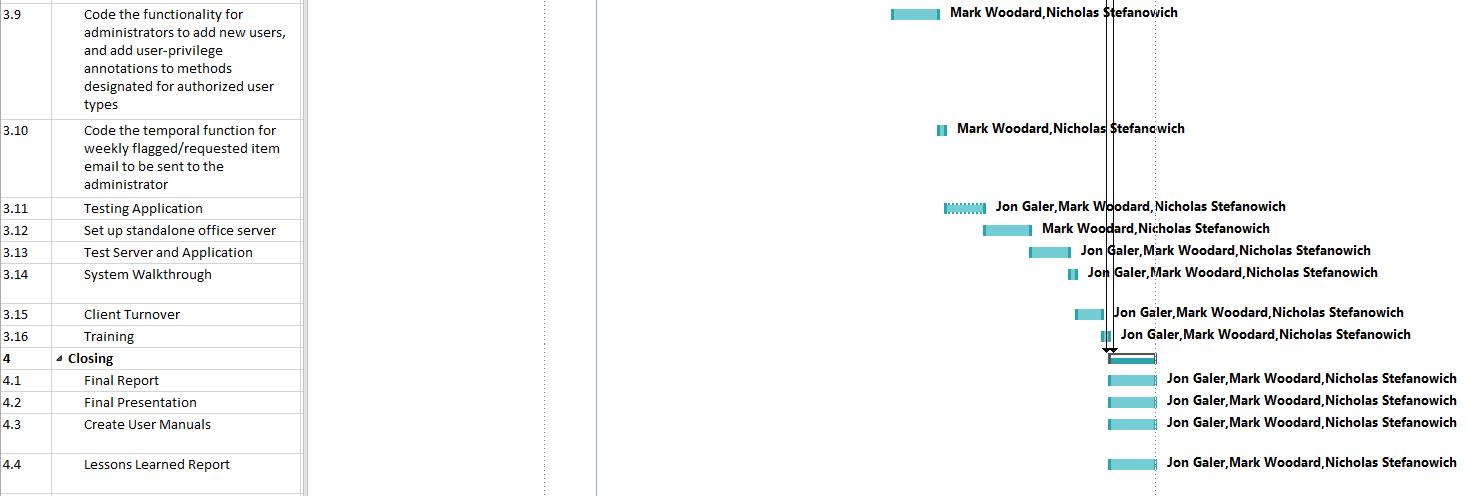 3.9 Code the functionality for Mark Woodard,Nicholas Stefanowich
administrators to add new users,
and add user-privilege
annotations to methods
designated for authorized user
types
3.10 Code the temporal function for Mark Woodard,Nicholas Stefanowich
weekly flagged/requested item
email to be sent to the
administrator
3.11 Testing Application Jon Galer,Mark Woodard,Nicholas Stefanowich
3.12 Set up standalone office server Mark Woodard,Nicholas Stefanowich
3.13 Test Server and Application Jon Galer,Mark Woodard,Nicholas Stefanowich
3.14 System Walkthrough Jon Galer,Mark Woodard,Nicholas Stefanowich
3.15 Client Turnover Jon Galer,Mark Woodard,Nicholas Stefanowich
3.16 Training Jon Galer,Mark Woodard,Nicholas Stefanowich
4 Closing
4.1 Final Report Jon Galer,Mark Woodard,Nicholas Stefanowich
4.2 Final Presentation Jon Galer,Mark Woodard,Nicholas Stefanowich
4.3 Create User Manuals Jon Galer,Mark Woodard,Nicholas Stefanowich
4.4 Lessons Learned Report Jon Galer,Mark Woodard,Nicholas Stefanowich